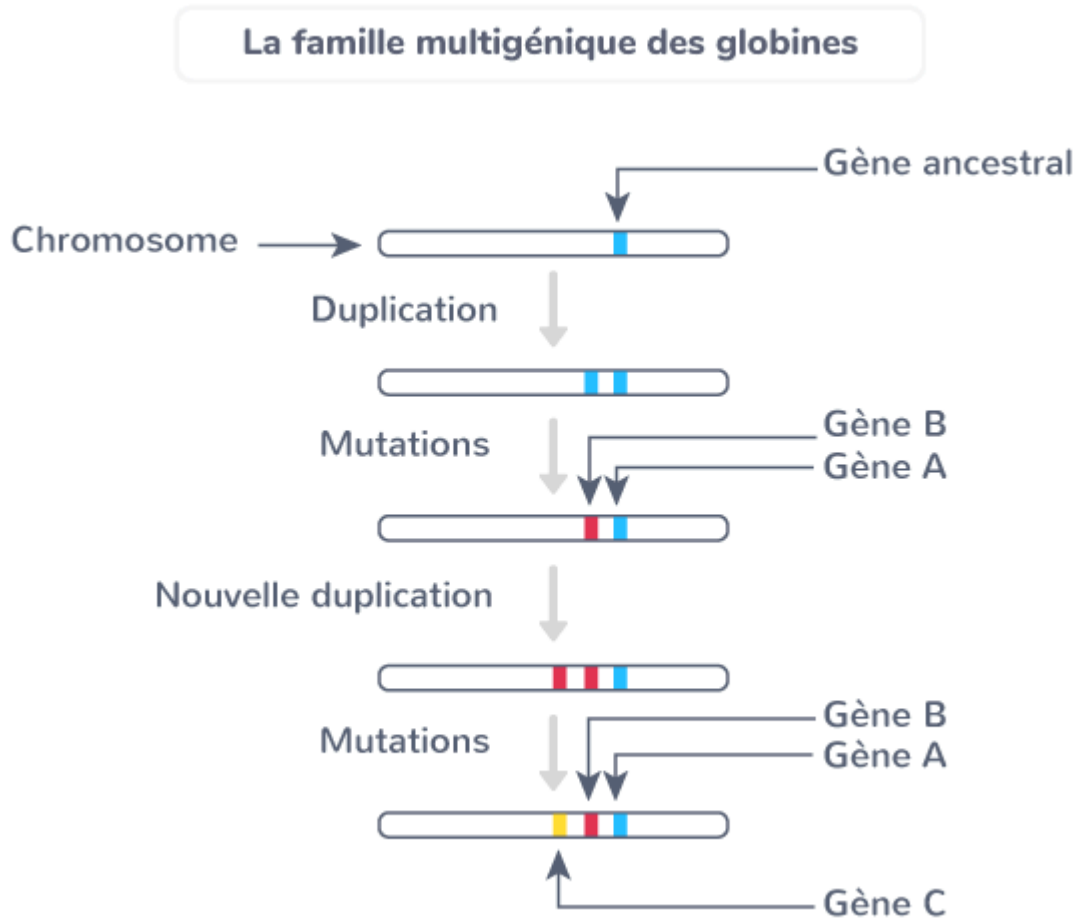 La famille multigénique des globines
Gène ancestral
Chromosome
Duplication
Mutations
Gène B
Gène A
Nouvelle duplication
Mutations
Gène B
Gène A
Gène C